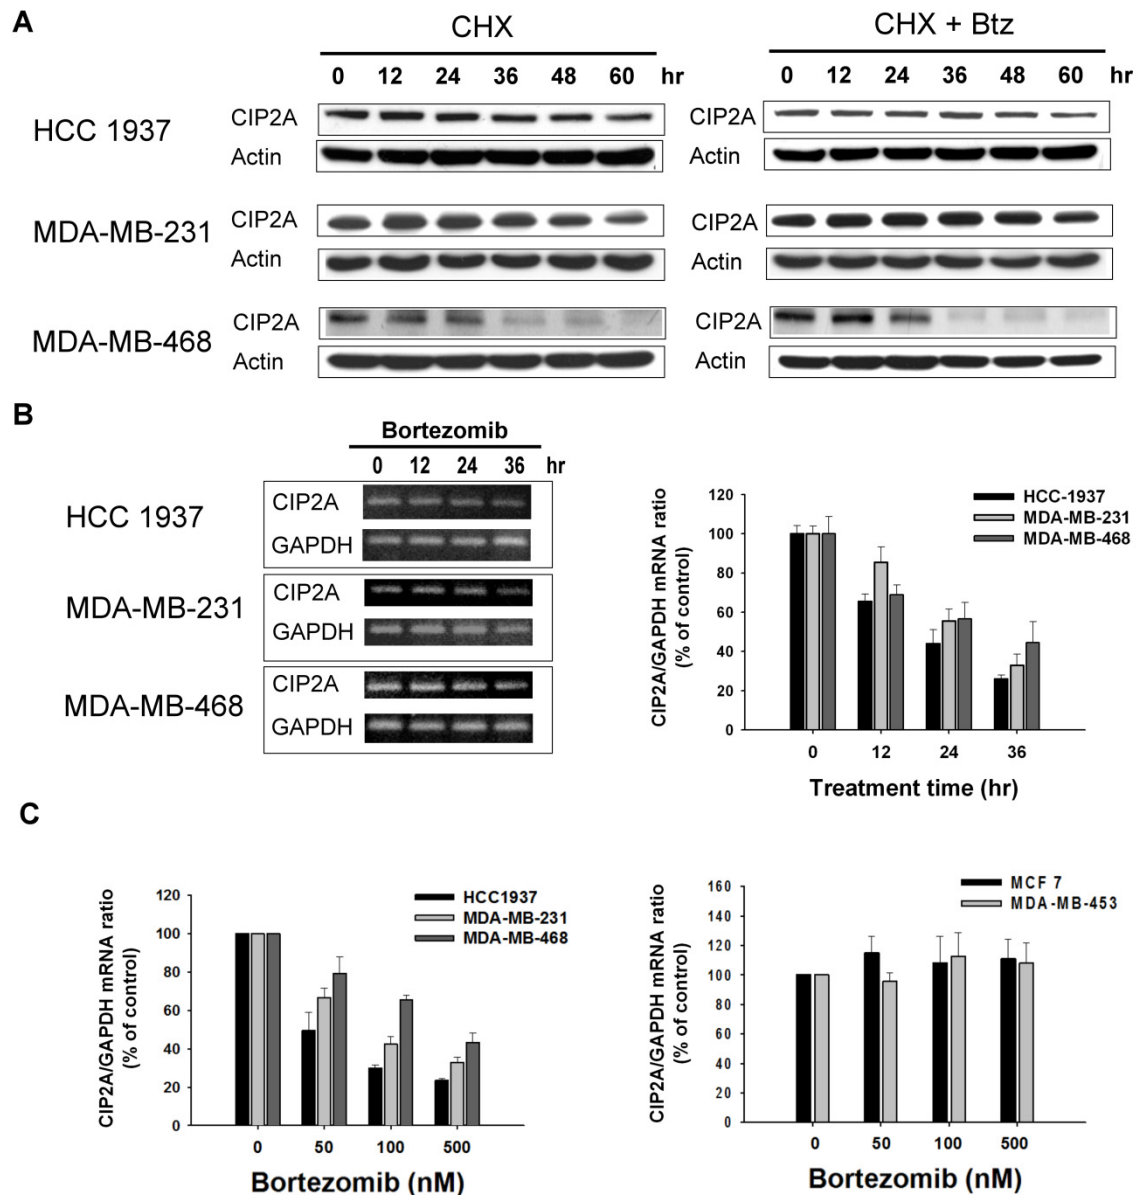 A
CHX
CHX + Btz
0 12 24 36 48 60 hr
0 12 24 36 48 60 hr
HCC 1937
CIP2A
Actin
CIP2A
Actin
MDA-MB-231
CIP2A
Actin
CIP2A
Actin
MDA-MB-468
CIP2A
Actin
CIP2A
Actin
B
Bortezomib
0 12 24 36 hr
HCC 1937
CIP2A
GAPDH
MDA-MB-231
CIP2A
GAPDH
MDA-MB-468
CIP2A
GAPDH
CIP2A/GAPDH mRNA ratio
(% of control)
120
100
80
60
40
20
0
HCC-1937
MDA-MB-231
MDA-MB-468
0 12 24 36
Treatment time (hr)
C
CIP2A/GAPDH mRNA ratio
(% of control)
120
100
80
60
40
20
0
HCC1937
MDA-MB-231
MDA-MB-468
0 50 100 500
Bortezomib (nM)
CIP2A/GAPDH mRNA ratio
(% of control)
160
140
120
100
80
60
40
20
0
MCF 7
MDA-MB-453
0 50 100 500
Bortezomib (nM)